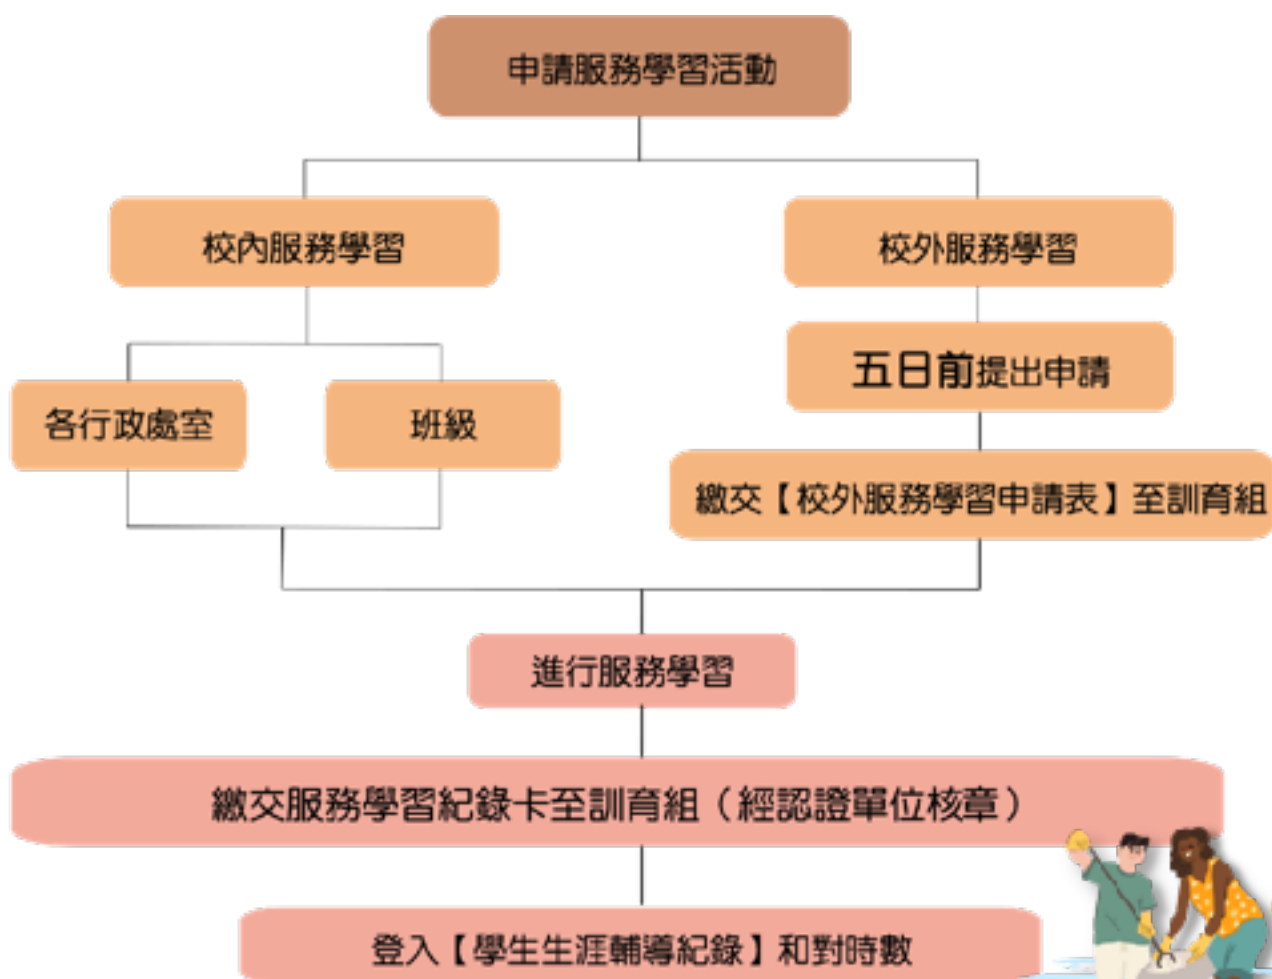 申請服務學習活動
校內服務學習
校外服務學習
五日前提出申請
各行政處室
班級
繳交【校外服務學習申請表】至訓育組
進行服務學習
繳交服務學習紀錄卡至訓育組（經認證單位核章）
登入【學生生涯輔導紀錄】和對時數